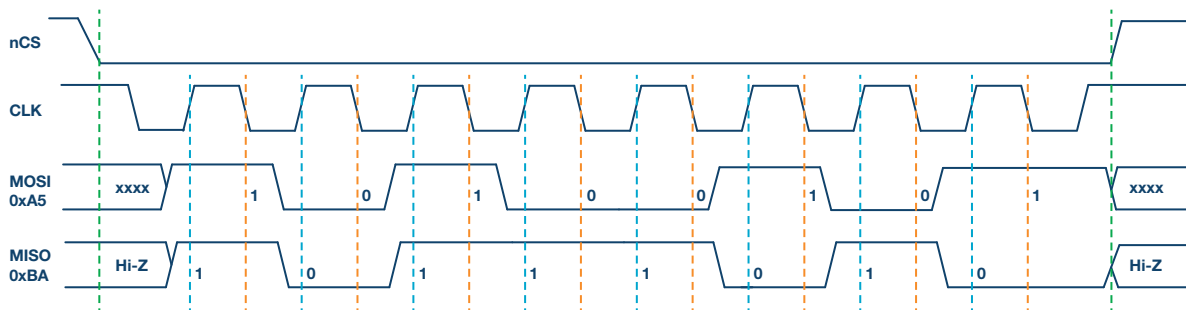 nCS
CLK
MOSI
0xA5
xxxx 1 0 1 0 0 1 0 1 xxxx
MISO
0xBA
Hi-Z 1 0 1 1 1 0 1 0 Hi-Z